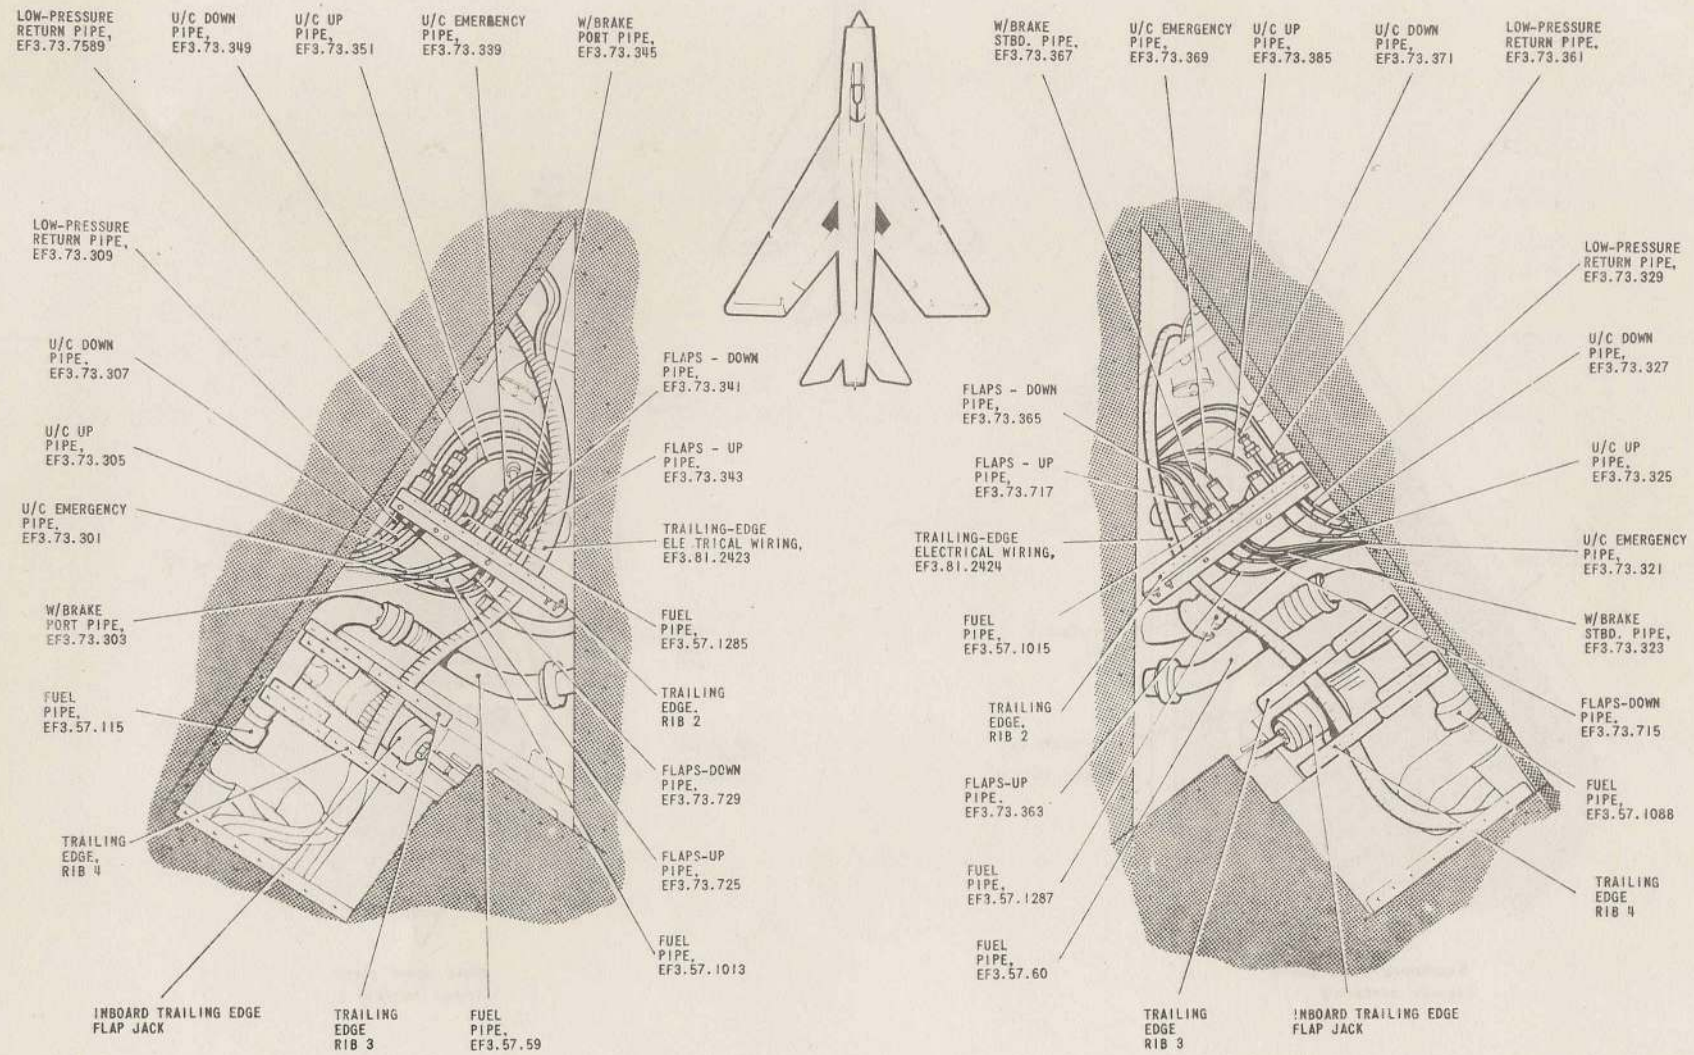 LOW-PRESSURE
RETURN PIPE,
EF3.73.7589
U/C DOWN
PIPE,
EF3.73.349
U/C UP
PIPE,
EF3.73.351
U/C EMERGENCY
PIPE,
EF3.73.339
W/BRAKE
PORT PIPE,
EF3.73.345
W/BRAKE
STBD. PIPE,
EF3.73.367
U/C EMERGENCY
PIPE,
EF3.73.369
U/C UP
PIPE,
EF3.73.385
U/C DOWN
PIPE,
EF3.73.371
LOW-PRESSURE
RETURN PIPE,
EF3.73.361
LOW-PRESSURE
RETURN PIPE,
EF3.73.309
U/C DOWN
PIPE.
EF3.73.307
U/C UP
PIPE,
EF3.73.305
U/C EMERGENCY
PIPE,
EF3.73.301
W/BRAKE
PORT PIPE,
EF3.73.303
FUEL
PIPE,
EF3.57.115
TRAILING
EDGE,
RIB 4
INBOARD TRAILING EDGE
FLAP JACK
TRAILING
EDGE
RIB 3
FUEL
PIPE.
EF3.57.59
FLAPS - DOWN
PIPE,
EF3.73.341
FLAPS - UP
PIPE.
EF3.73.343
TRAILING-EDGE
ELE TRICAL WIRING,
EF3.81.2423
FUEL
PIPE,
EF3.57.1285
TRAILING
EDGE.
RIB 2
FLAPS-DOWN
PIPE,
EF3.73.729
FLAPS-UP
PIPE,
EF3.73.725
FUEL
PIPE,
EF3.57.1013
FLAPS - DOWN
PIPE,
EF3.73.365
FLAPS - UP
PIPE,
EF3.73.717
TRAILING-EDGE
ELECTRICAL WIRING,
EF3.81.2424
FUEL
PIPE,
EF3.57.1015
TRAILING
EDGE,
RIB 2
FLAPS-UP
PIPE.
EF3.73.363
FUEL
PIPE,
EF3.57.1287
FUEL
PIPE,
EF3.57.60
TRAILING
EDGE
RIB 3
INBOARD TRAILING EDGE
FLAP JACK
LOW-PRESSURE
RETURN PIPE,
EF3.73.329
U/C DOWN
PIPE,
EF3.73.327
U/C UP
PIPE.
EF3.73.325
U/C EMERGENCY
PIPE,
EF3.73.321
W/BRAKE
STBD. PIPE,
EF3.73.323
FLAPS-DOWN
PIPE,
EF3.73.715
FUEL
PIPE,
EF3.57.1088
TRAILING
EDGE
RIB 4